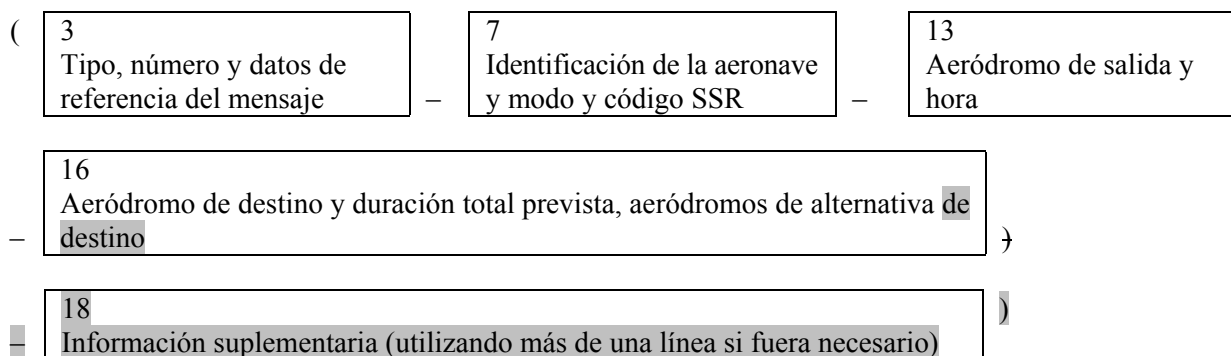 ( 3 7 13
Tipo, número y datos de Identificación de la aeronave Aeródromo de salida y
referencia del mensaje – y modo y código SSR – hora
16
Aeródromo de destino y duración total prevista, aeródromos de alternativa de
– destino )
18 )
– Información suplementaria (utilizando más de una línea si fuera necesario)